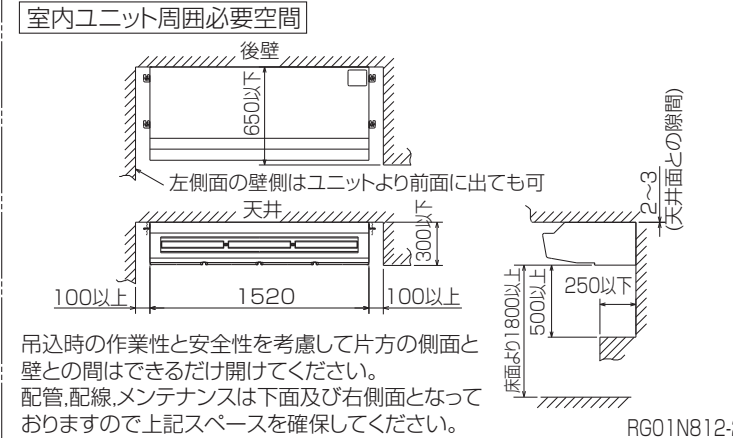 室内ユニット周囲必要空間
後壁
650以下
左側面の壁側はユニットより前面に出ても可
天井
300以下
100以上
1520
100以上
2~3
(天井面との隙間)
床面より1800以上
500以上
250以下
吊込時の作業性と安全性を考慮して片方の側面と
壁との間はできるだけ開けてください。
配管,配線,メンテナンスは下面及び右側面となって
おりますので上記スペースを確保してください。
RG01N812-